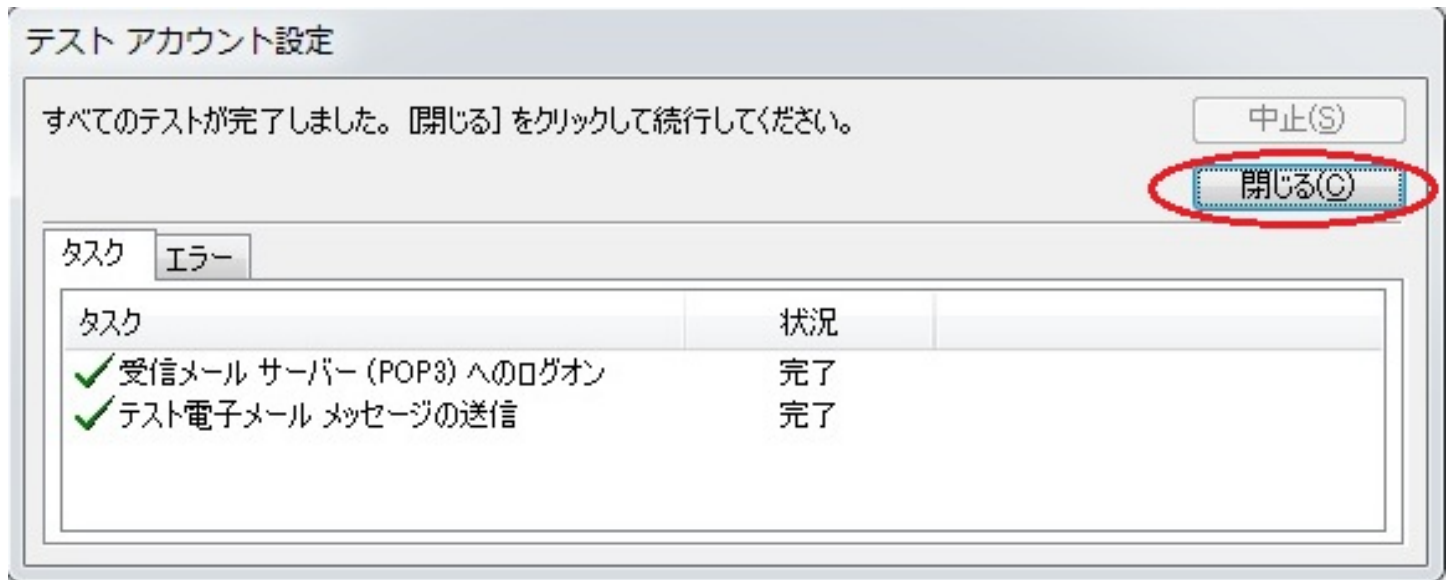 テスト アカウント設定
すべてのテストが完了しました。[閉じる] をクリックして続行してください。
中止(S)
閉じる(C)
タスク
エラー
タスク 状況
受信メール サーバー (POP3) へのログオン 完了
テスト電子メール メッセージの送信 完了